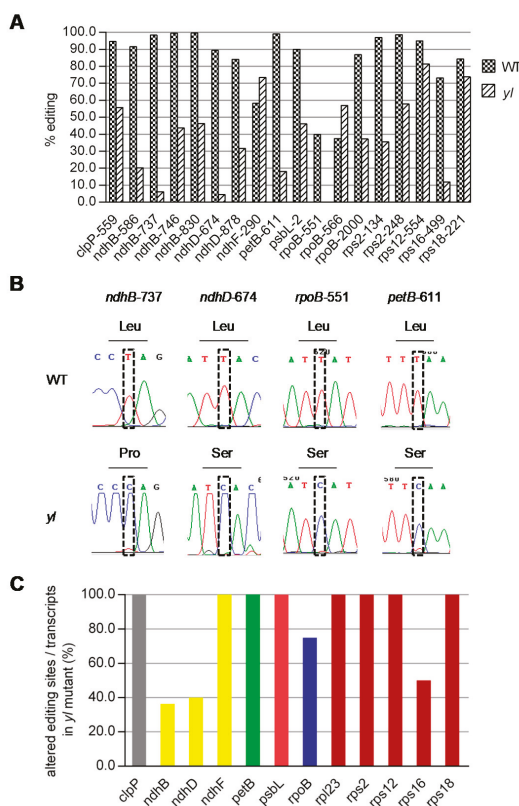 A
100.0
90.0
80.0
70.0
60.0
50.0
40.0
30.0
20.0
10.0
0.0
% editing
WT
yl
clpP-559
ndhB-586
ndhB-737
ndhB-746
ndhB-830
ndhD-674
ndhD-878
ndhF-290
petB-611
psbL-2
rpoB-551
rpoB-566
rpoB-2000
rps2-134
rps2-248
rps12-554
rps16-499
rps18-221
B
ndhB-737 ndhD-674 rpoB-551 petB-611
Leu Leu Leu Leu
WT
C C T A G A T T A C A T T A T T T T A A
Pro Ser Ser Ser
520 580
yl
C C C A G A T C A C A T C A T T T C A A
C
100.0
80.0
60.0
40.0
20.0
0.0
altered editing sites / transcripts
in yl mutant (%)
clpP
ndhB
ndhD
ndhF
petB
psbL
rpoB
rpl23
rps2
rps12
rps16
rps18